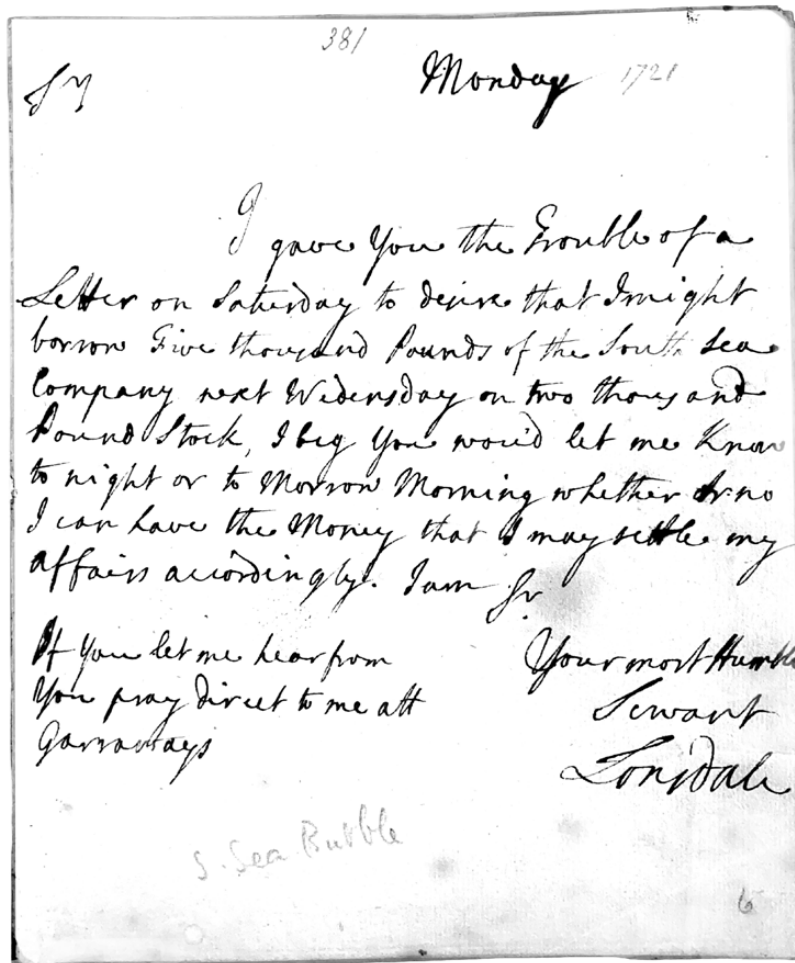 381
Monday 1721
Sr
I gave You the Trouble of a
Letter on Saturday to desire that I might
borrow Five thousand Pounds of the South Sea
Company next Wedensday on two thousand
Pound Stock, I beg You wou'd let me Know
to night or to Morrow Morning whether Or no
I can have the Money that I may settle my
affairs accordingly. I am Sr
If You let me hear from
You pray direct to me att
Garraways
Your most Humble
Servant
Lonsdale
S. Sea Bubble
6